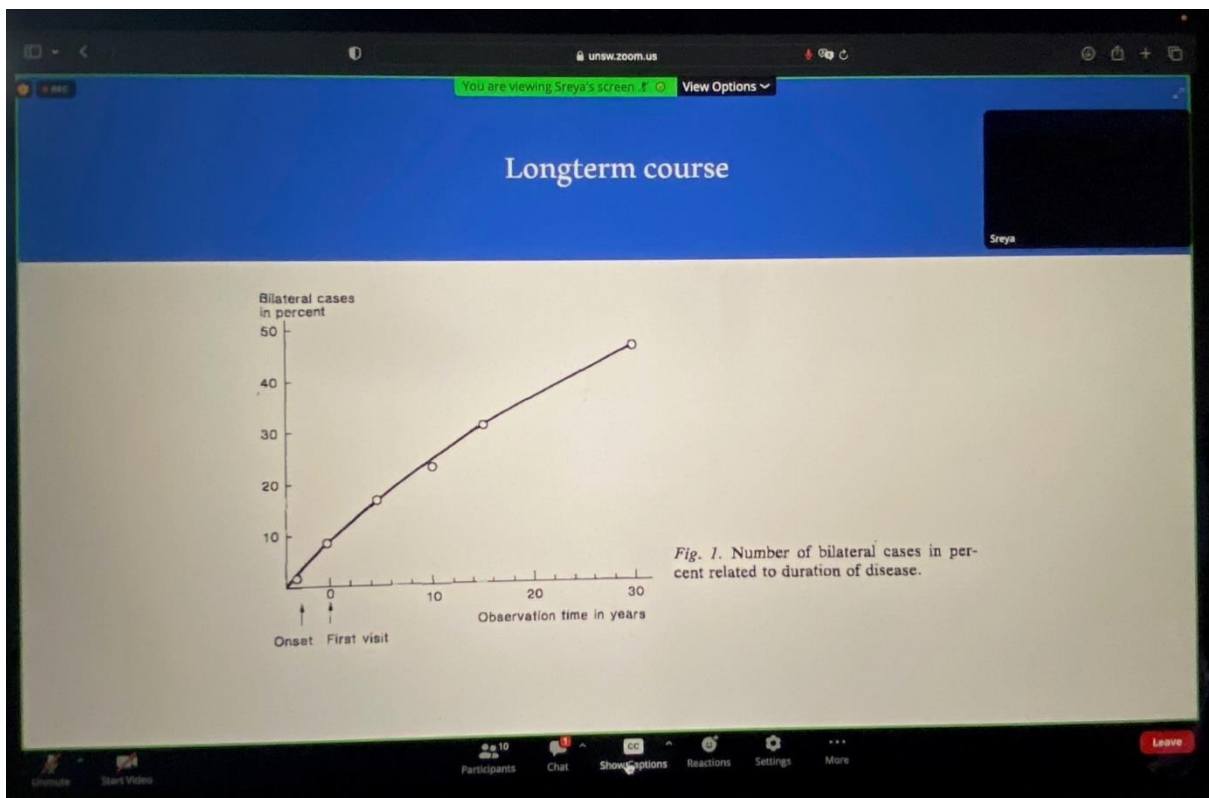 unsw.zoom.us
REC
You are viewing Sreya's screen
View Options
Longterm course
Sreya
Bilateral cases
in percent
50
40
30
20
10
0 10 20 30
Observation time in years
Onset First visit
Fig. 1. Number of bilateral cases in per-
cent related to duration of disease.
10
1
CC
Unmute Start Video Participants Chat Show Captions Reactions Settings More
Leave